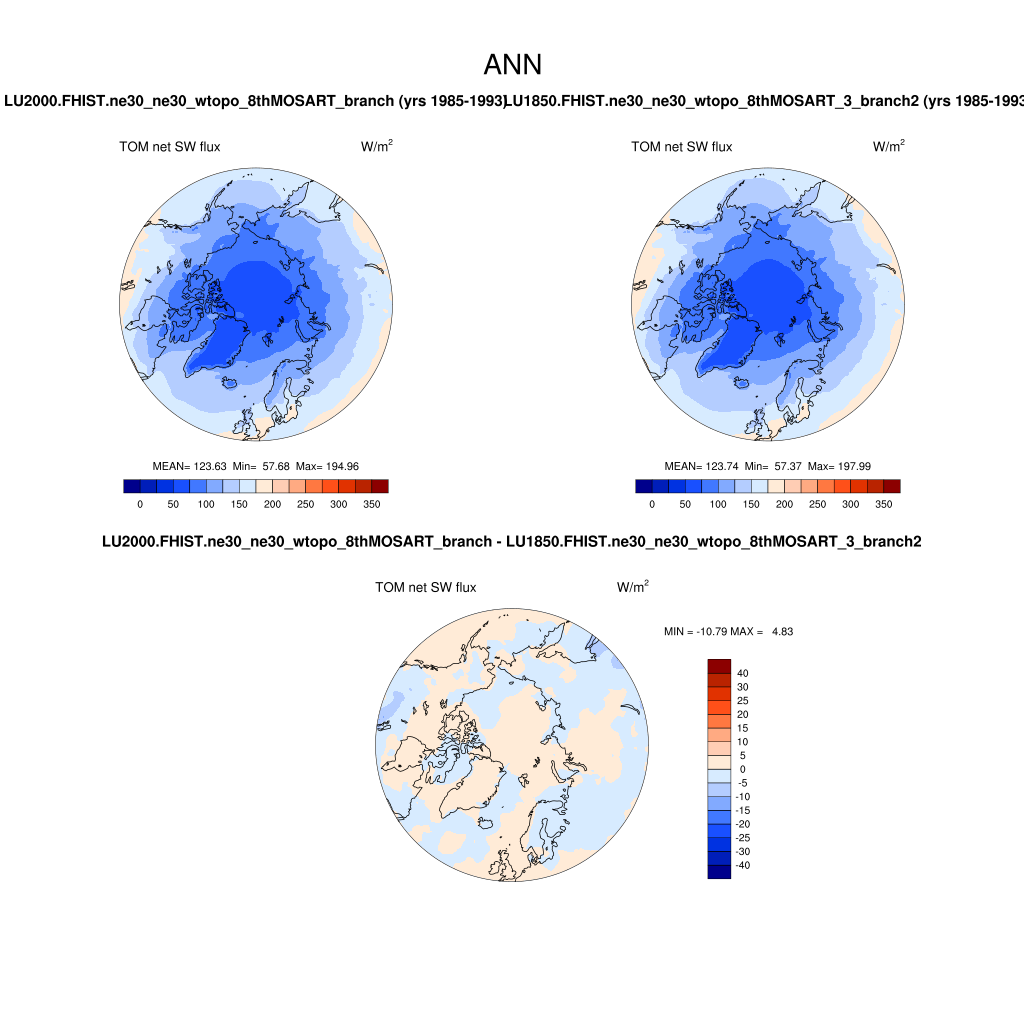 ANN
LU2000.FHIST.ne30_ne30_wtopo_8thMOSART_branch (yrs 1985-1993)
LU1850.FHIST.ne30_ne30_wtopo_8thMOSART_3_branch2 (yrs 1985-1993
TOM net SW flux W/m²
TOM net SW flux W/m²
MEAN= 123.63 Min= 57.68 Max= 194.96
MEAN= 123.74 Min= 57.37 Max= 197.99
0 50 100 150 200 250 300 350
0 50 100 150 200 250 300 350
LU2000.FHIST.ne30_ne30_wtopo_8thMOSART_branch - LU1850.FHIST.ne30_ne30_wtopo_8thMOSART_3_branch2
TOM net SW flux W/m²
MIN = -10.79 MAX = 4.83
40
30
25
20
15
10
5
0
-5
-10
-15
-20
-25
-30
-40